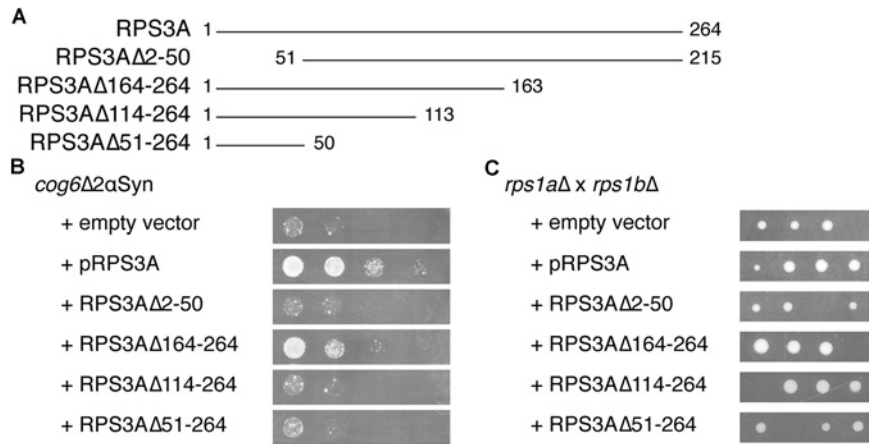 A
RPS3A 1 264
RPS3AΔ2-50 51 215
RPS3AΔ164-264 1 163
RPS3AΔ114-264 1 113
RPS3AΔ51-264 1 50
B cog6Δ2αSyn
+ empty vector
+ pRPS3A
+ RPS3AΔ2-50
+ RPS3AΔ164-264
+ RPS3AΔ114-264
+ RPS3AΔ51-264
C rps1aΔ x rps1bΔ
+ empty vector
+ pRPS3A
+ RPS3AΔ2-50
+ RPS3AΔ164-264
+ RPS3AΔ114-264
+ RPS3AΔ51-264